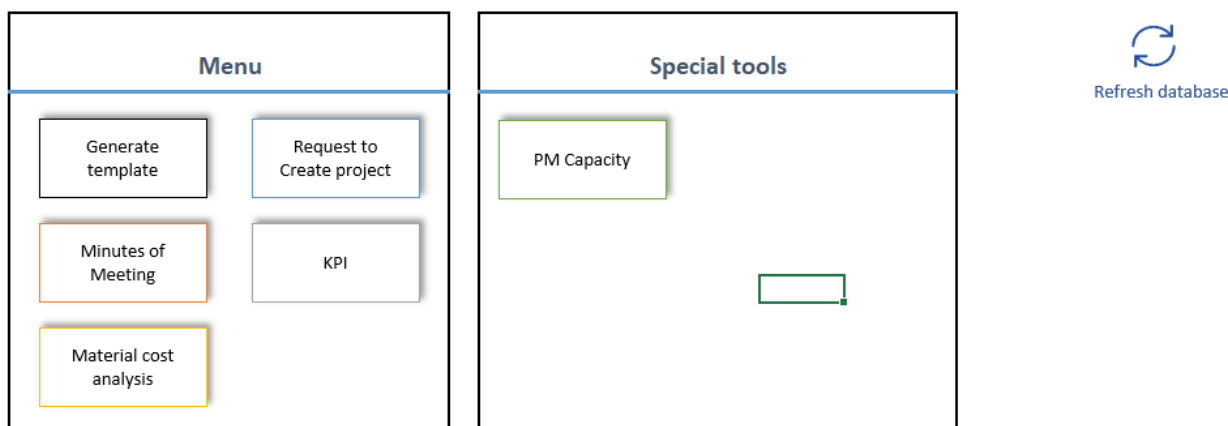 Menu
Generate
template
Request to
Create project
Minutes of
Meeting
KPI
Material cost
analysis
Special tools
PM Capacity
Refresh database